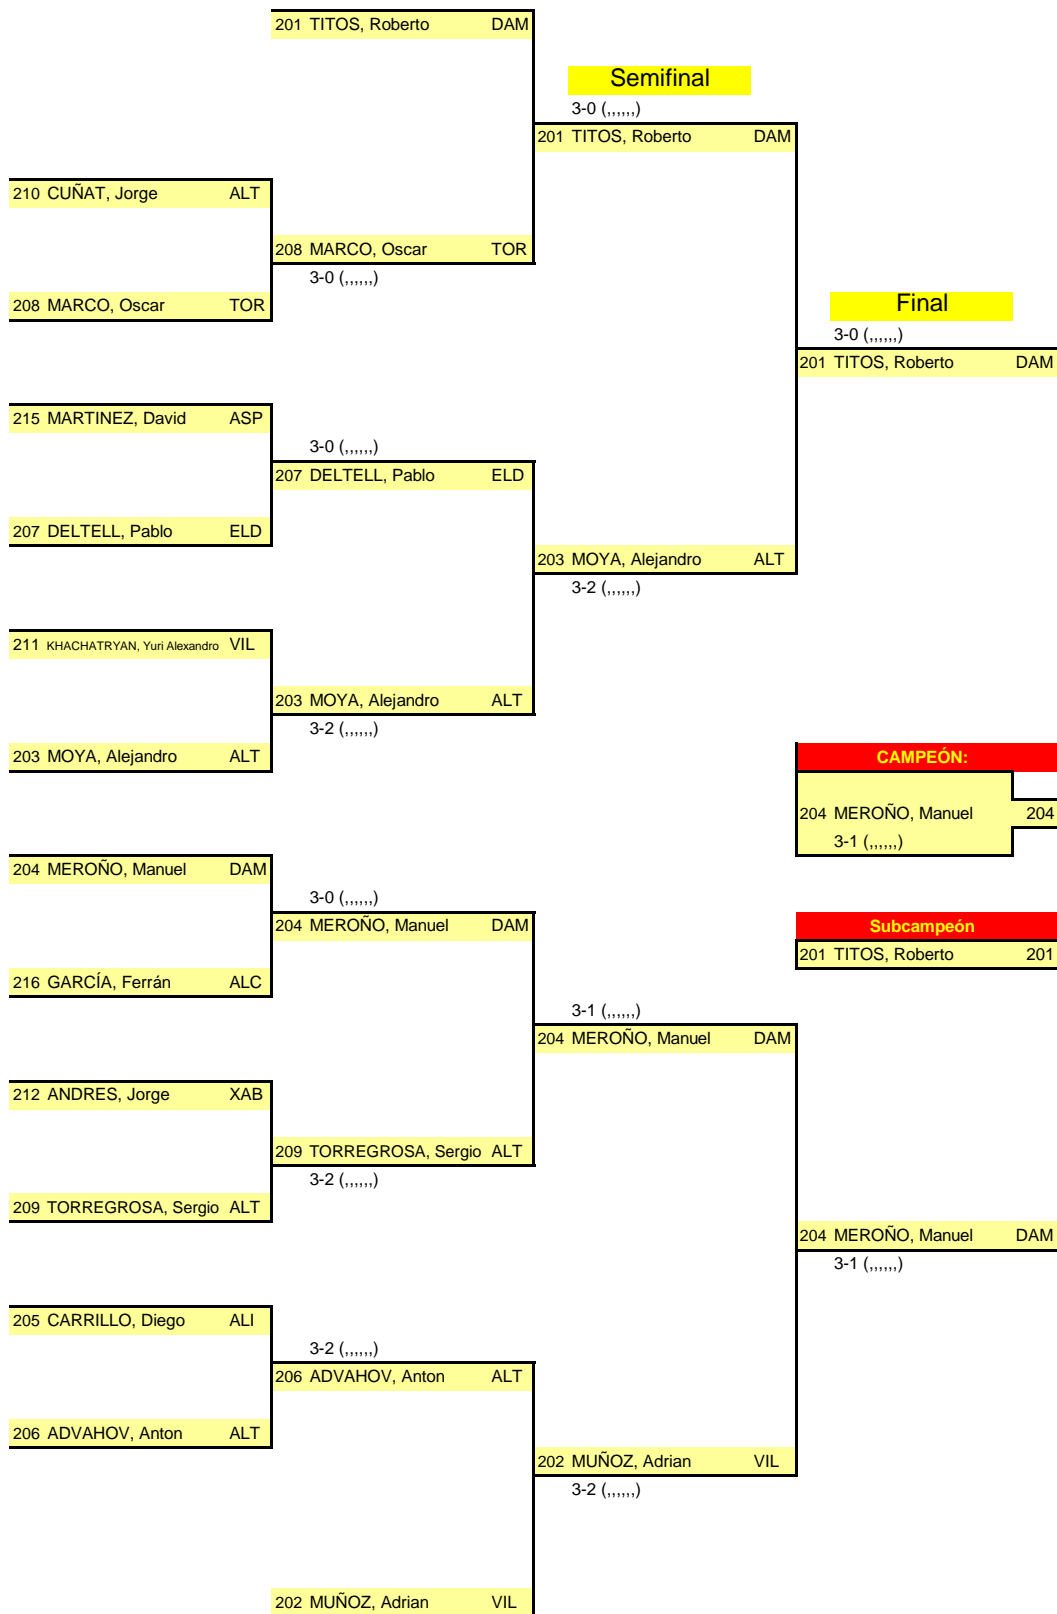 201 TITOS, Roberto DAM
Semifinal
3-0 (,,,,,,)
201 TITOS, Roberto DAM
210 CUÑAT, Jorge ALT
208 MARCO, Oscar TOR
3-0 (,,,,,,)
208 MARCO, Oscar TOR
Final
3-0 (,,,,,,)
201 TITOS, Roberto DAM
215 MARTINEZ, David ASP
3-0 (,,,,,,)
207 DELTELL, Pablo ELD
207 DELTELL, Pablo ELD
203 MOYA, Alejandro ALT
3-2 (,,,,,,)
211 KHACHATRYAN, Yuri Alexandro VIL
203 MOYA, Alejandro ALT
3-2 (,,,,,,)
203 MOYA, Alejandro ALT
CAMPEÓN:
204 MEROÑO, Manuel 204
3-1 (,,,,,,)
204 MEROÑO, Manuel DAM
3-0 (,,,,,,)
204 MEROÑO, Manuel DAM
Subcampeón
201 TITOS, Roberto 201
216 GARCÍA, Ferrán ALC
3-1 (,,,,,,)
204 MEROÑO, Manuel DAM
212 ANDRES, Jorge XAB
209 TORREGROSA, Sergio ALT
3-2 (,,,,,,)
209 TORREGROSA, Sergio ALT
204 MEROÑO, Manuel DAM
3-1 (,,,,,,)
205 CARRILLO, Diego ALI
3-2 (,,,,,,)
206 ADVAHOV, Anton ALT
206 ADVAHOV, Anton ALT
202 MUÑOZ, Adrian VIL
3-2 (,,,,,,)
202 MUÑOZ, Adrian VIL